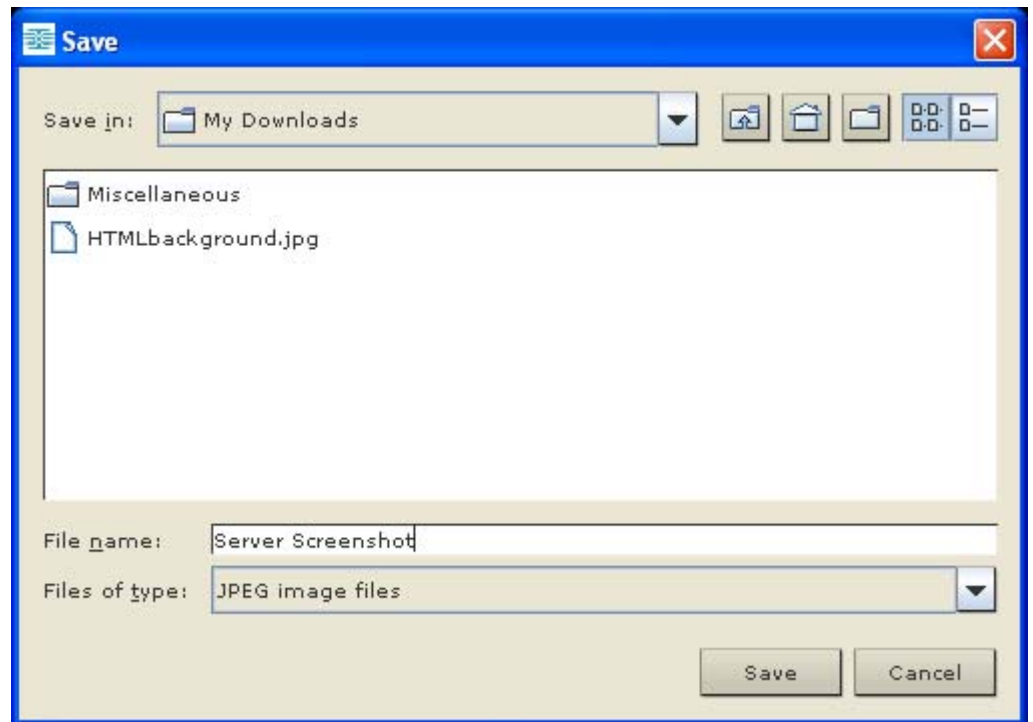 Save
Save in: My Downloads
Miscellaneous
HTMLbackground.jpg
File name: Server Screenshot
Files of type: JPEG image files
Save Cancel